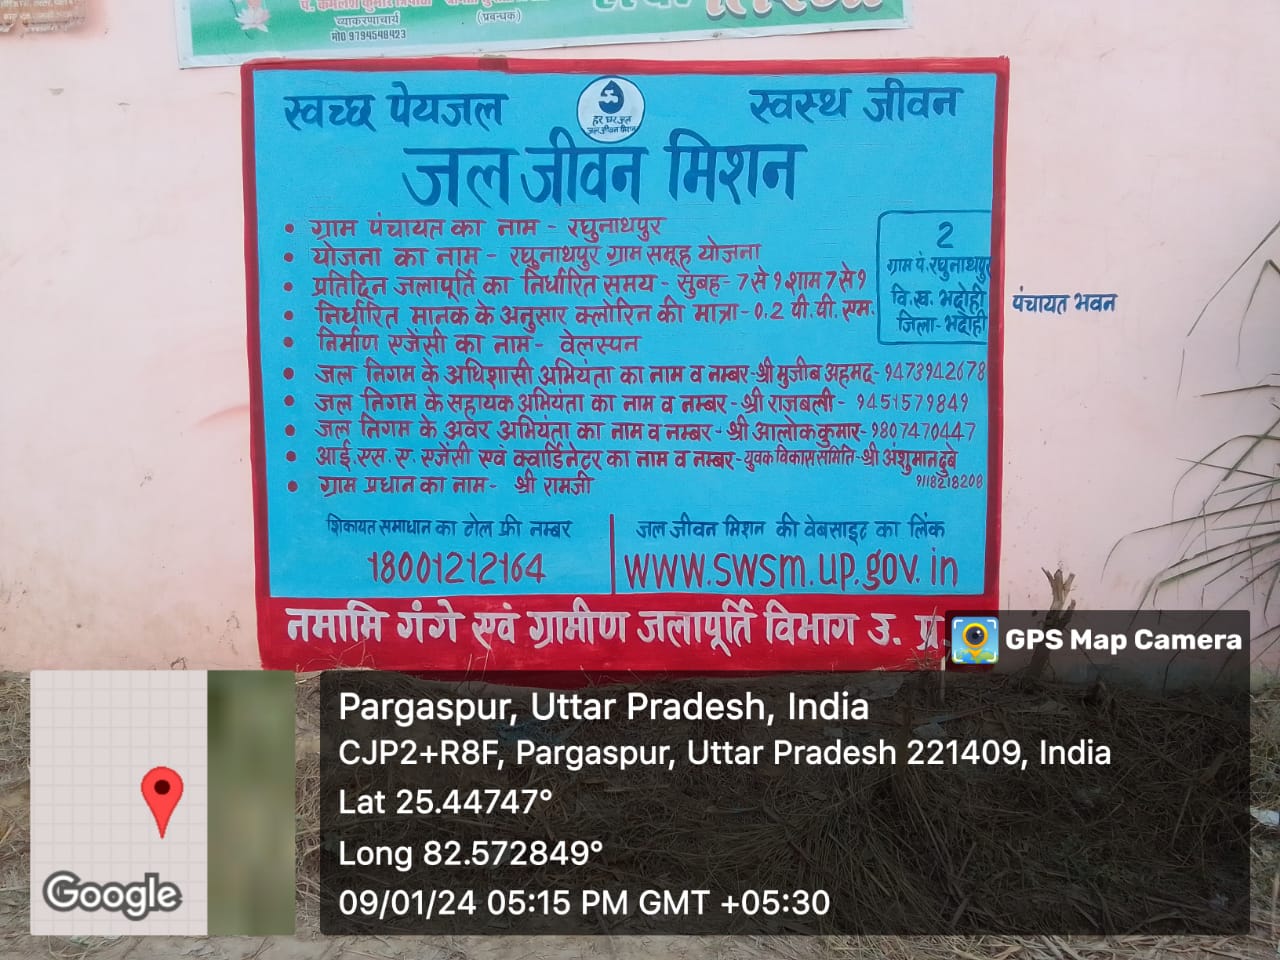 व्याकरणाचार्य
मो0 9794548423
(प्रबन्धक)
स्वच्छ पेयजल
हर घर जल
जल जीवन मिशन
स्वस्थ जीवन
जल जीवन मिशन
• ग्राम पंचायत का नाम - रघुनाथपुर
• योजना का नाम - रघुनाथपुर ग्राम समूह योजना
• प्रतिदिन जलापूर्ति का निर्धारित समय - सुबह- 7 से 9 शाम 7 से 9
• निर्धारित मानक के अनुसार क्लोरिन की मात्रा - 0.2 पी.पी. एम.
• निर्माण एजेंसी का नाम - वेलस्पन
• जल निगम के अधिशासी अभियंता का नाम व नम्बर-श्री मुजीब अहमद- 9473942678
• जल निगम के सहायक अभियंता का नाम व नम्बर-श्री राजबली - 9451579849
• जल निगम के अवर अभियंता का नाम व नम्बर-श्री आलोक कुमार-9807470447
• आई.एस.ए. एजेंसी एवं क्वार्डिनेटर का नाम व नम्बर-युवक विकास समिति-श्री अंशुमान दुबे
9118218208
• ग्राम प्रधान का नाम- श्री रामजी
2
ग्राम पं. रघुनाथपुर
वि.ख. भदोही
जिला- भदोही
पंचायत भवन
शिकायत समाधान का टोल फ्री नम्बर
18001212164
जल जीवन मिशन की वेबसाइट का लिंक
www.swsm.up.gov.in
नमामि गंगे एवं ग्रामीण जलापूर्ति विभाग उ. प्र.
GPS Map Camera
Pargaspur, Uttar Pradesh, India
CJP2+R8F, Pargaspur, Uttar Pradesh 221409, India
Lat 25.44747°
Long 82.572849°
09/01/24 05:15 PM GMT +05:30
Google